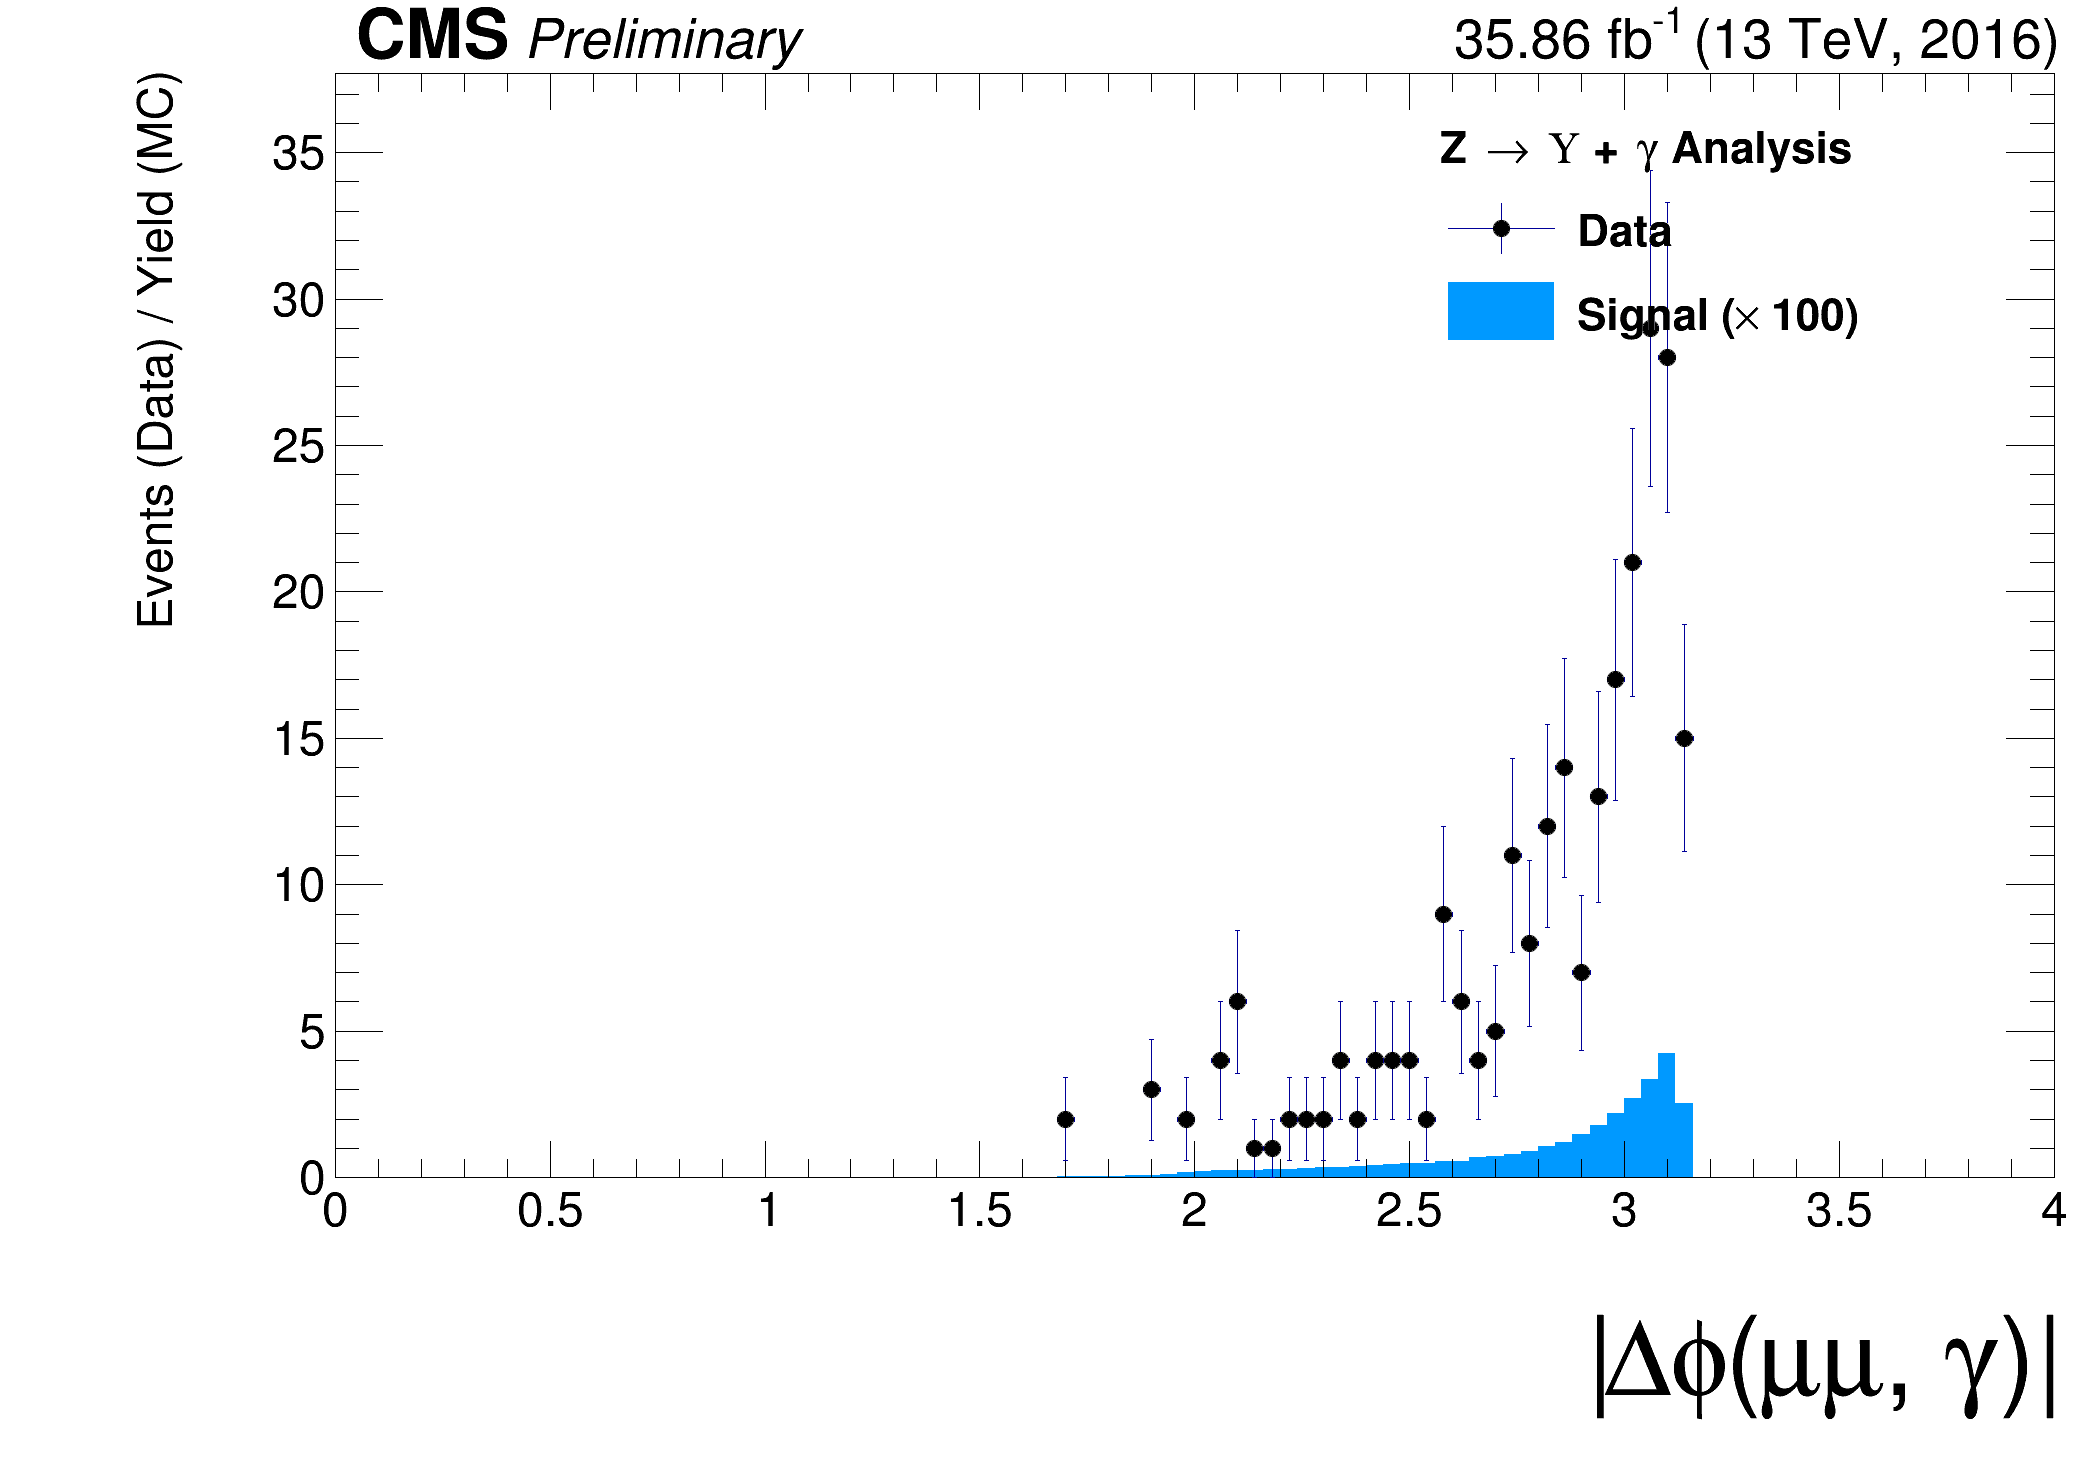 CMS Preliminary 35.86 fb⁻¹ (13 TeV, 2016)
Events (Data) / Yield (MC)
Z → Υ + γ Analysis
Data
Signal (× 100)
35
30
25
20
15
10
5
0
0 0.5 1 1.5 2 2.5 3 3.5 4
|Δϕ(μμ, γ)|